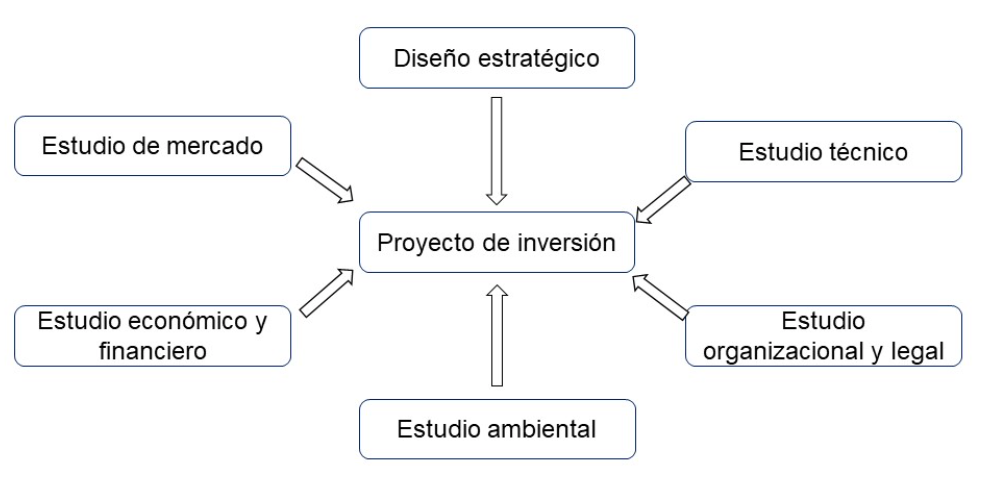 Diseño estratégico
Estudio de mercado
Estudio técnico
Proyecto de inversión
Estudio económico y
financiero
Estudio
organizacional y legal
Estudio ambiental